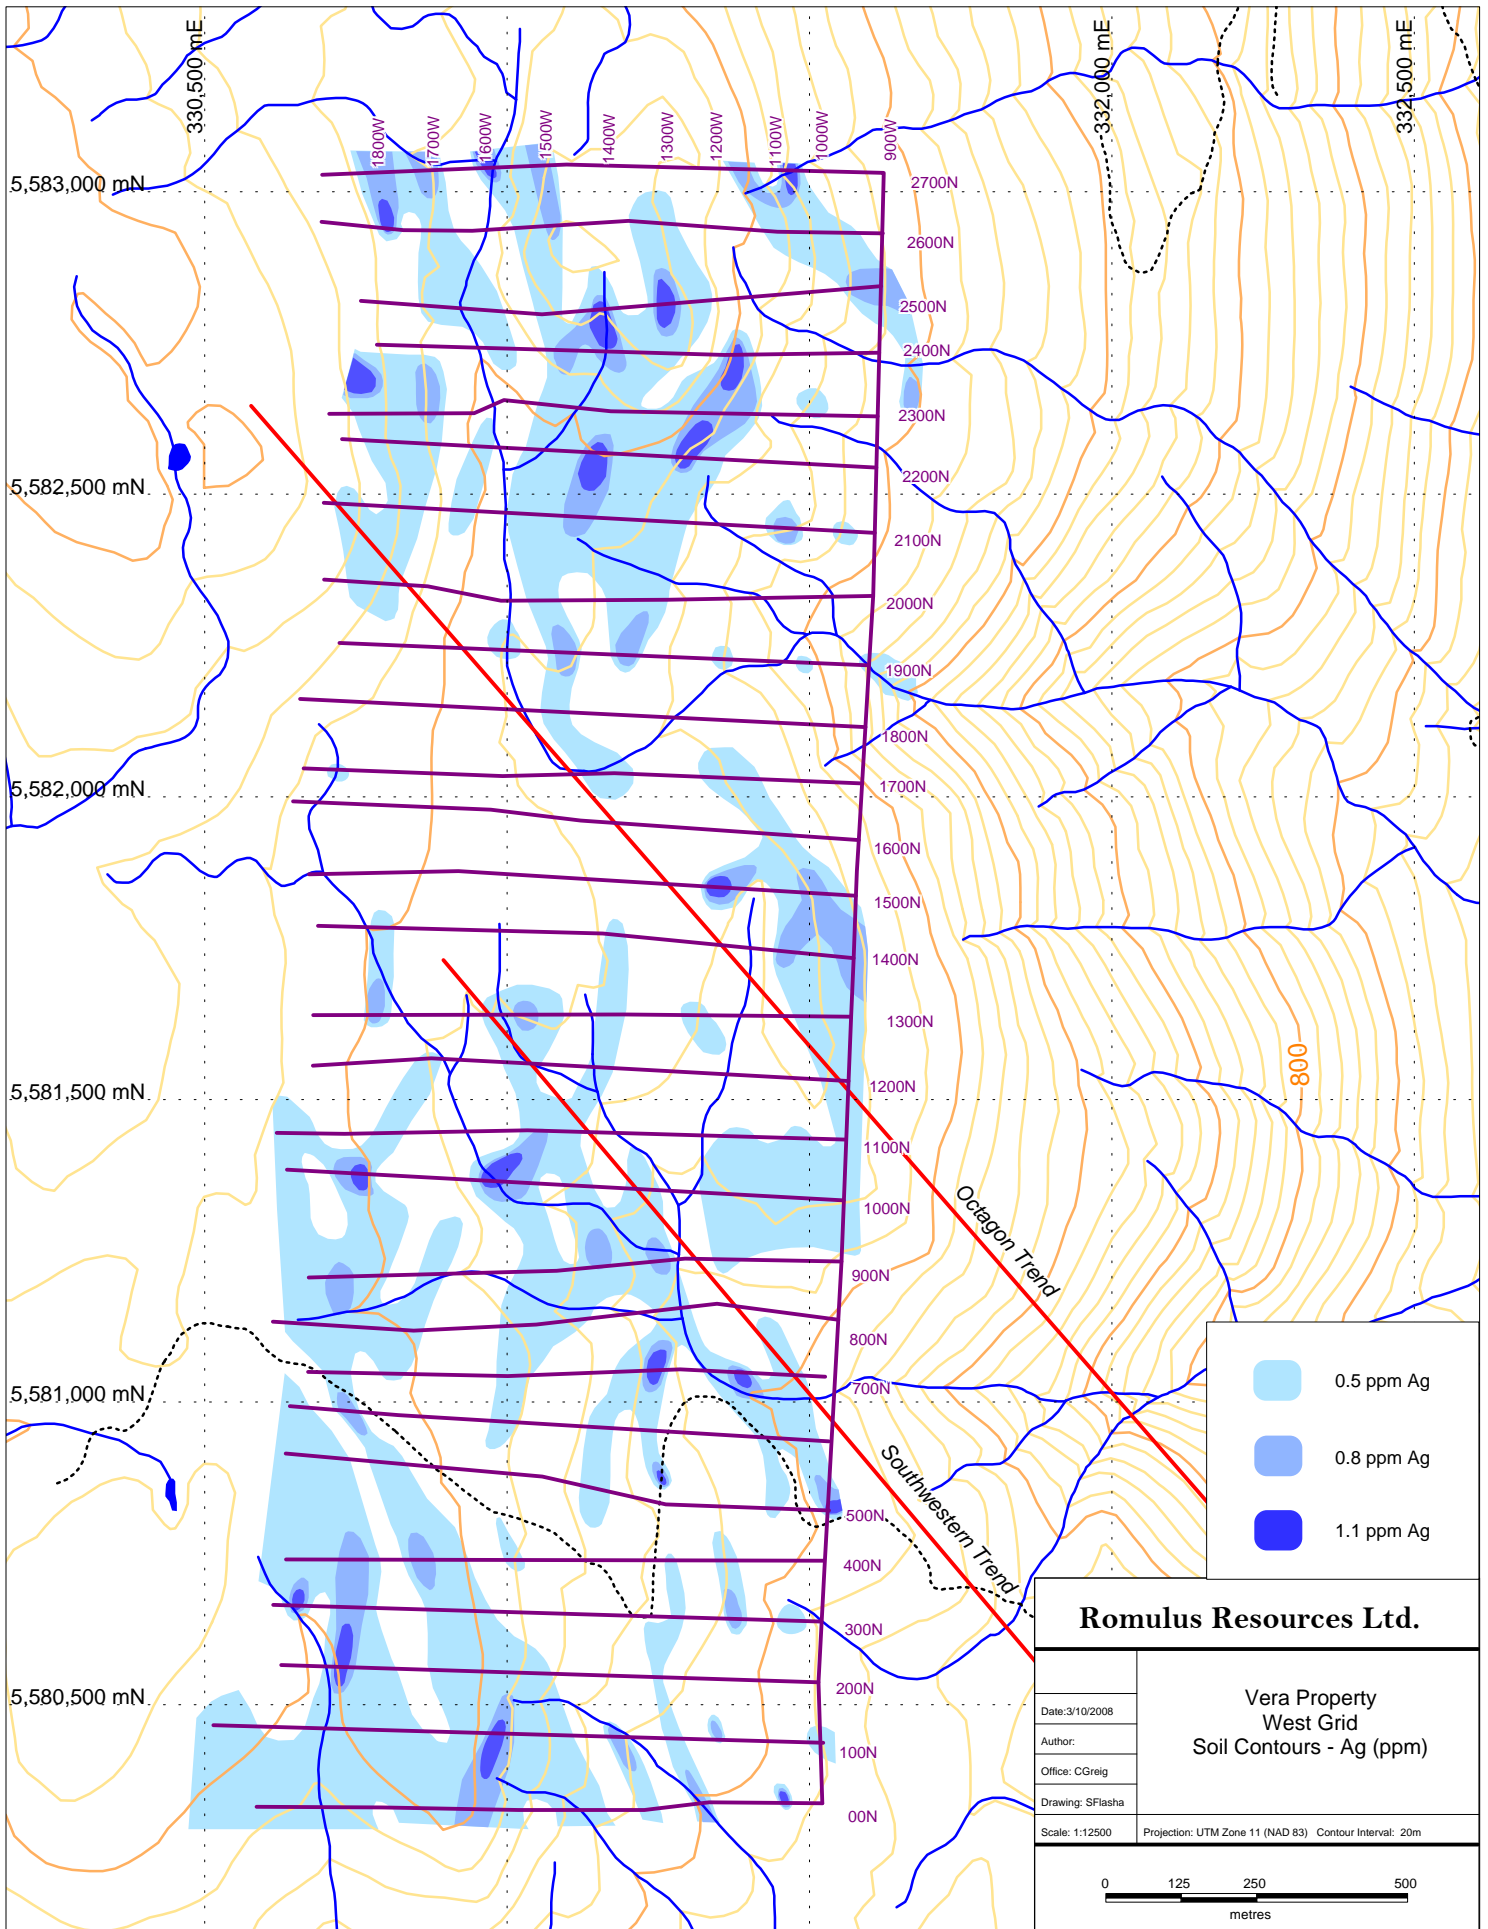 330,500 mE
332,000 mE
332,500 mE
1800W
1700W
1600W
1500W
1400W
1300W
1200W
1100W
1000W
900W
5,583,000 mN
2700N
2600N
2500N
2400N
2300N
2200N
5,582,500 mN
2100N
2000N
1900N
1800N
5,582,000 mN
1700N
1600N
1500N
1400N
1300N
800
5,581,500 mN
1200N
1100N
1000N
Octagon Trend
900N
800N
5,581,000 mN
700N
Southwestern Trend
500N
400N
300N
5,580,500 mN
200N
100N
00N
0.5 ppm Ag
0.8 ppm Ag
1.1 ppm Ag
Romulus Resources Ltd.
Vera Property
West Grid
Soil Contours - Ag (ppm)
Date:3/10/2008
Author:
Office: CGreig
Drawing: SFlasha
Scale: 1:12500
Projection: UTM Zone 11 (NAD 83) Contour Interval: 20m
0 125 250 500
metres